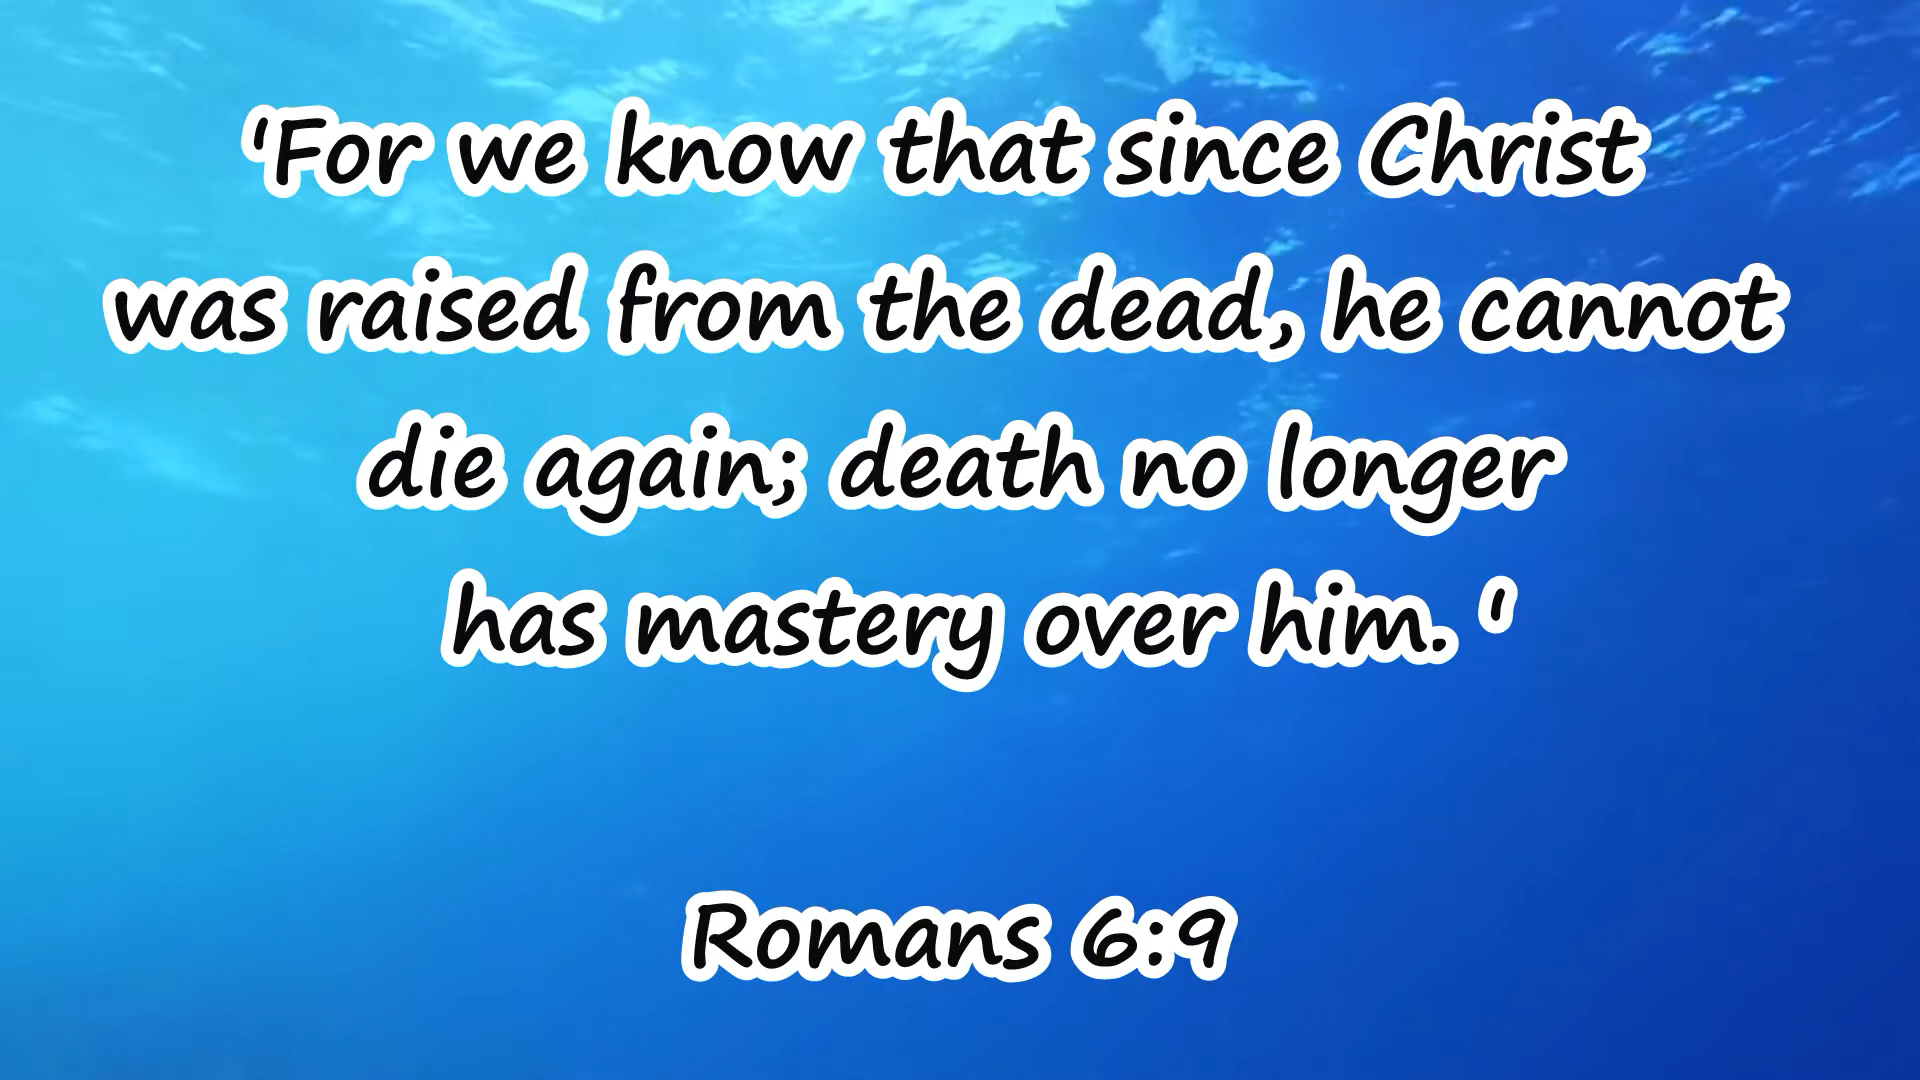 'For we know that since Christ
was raised from the dead, he cannot
die again; death no longer
has mastery over him. '
Romans 6:9